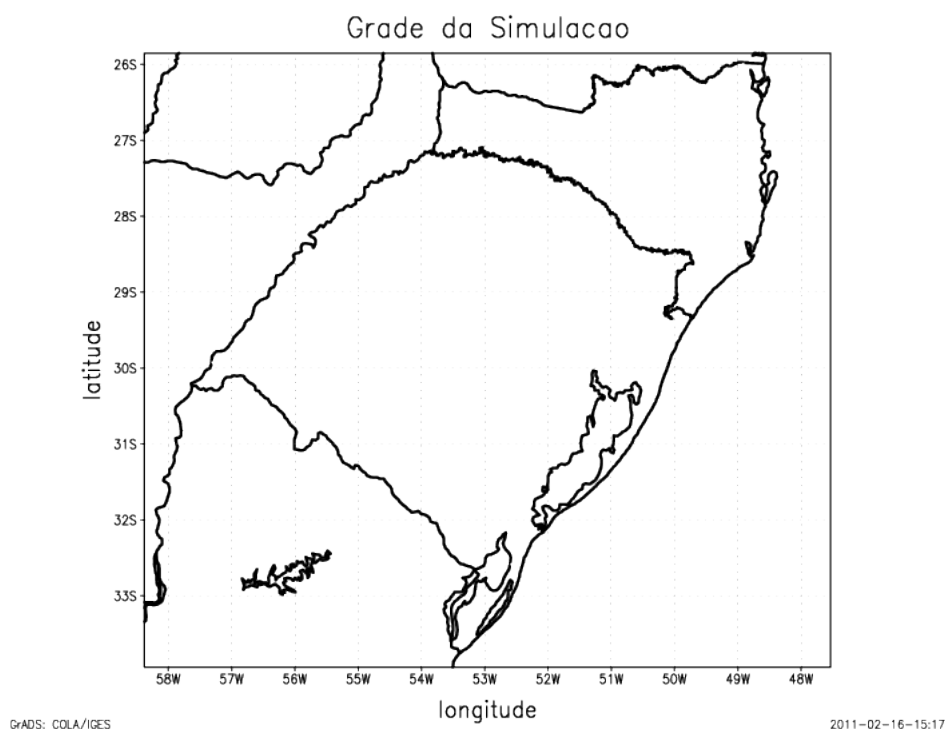 Grade da Simulacao
26S
27S
28S
29S
30S
31S
32S
33S
latitude
58W 57W 56W 55W 54W 53W 52W 51W 50W 49W 48W
longitude
GrADS: COLA/IGES
2011-02-16-15:17